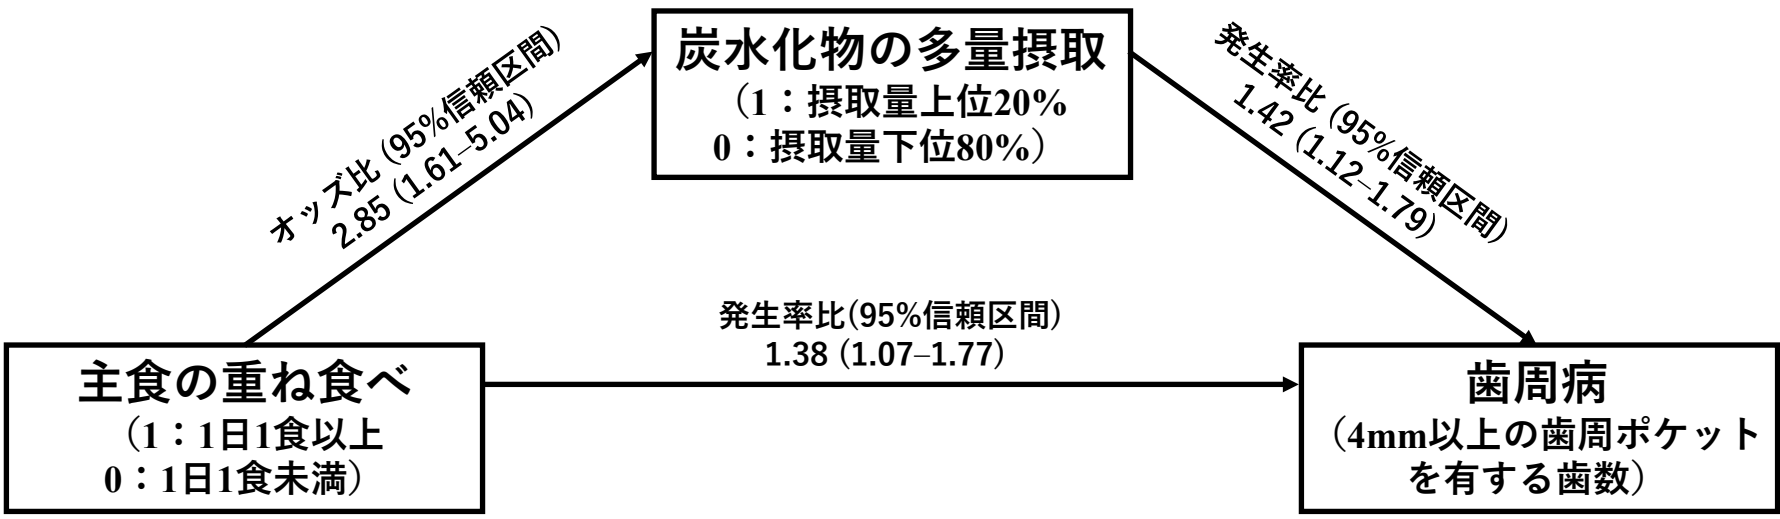 炭水化物の多量摂取
（1：摂取量上位20%
0：摂取量下位80%）
オッズ比 (95%信頼区間)
2.85 (1.61–5.04)
発生率比 (95%信頼区間)
1.42 (1.12–1.79)
発生率比(95%信頼区間)
1.38 (1.07–1.77)
主食の重ね食べ
（1：1日1食以上
0：1日1食未満）
歯周病
（4mm以上の歯周ポケット
を有する歯数）